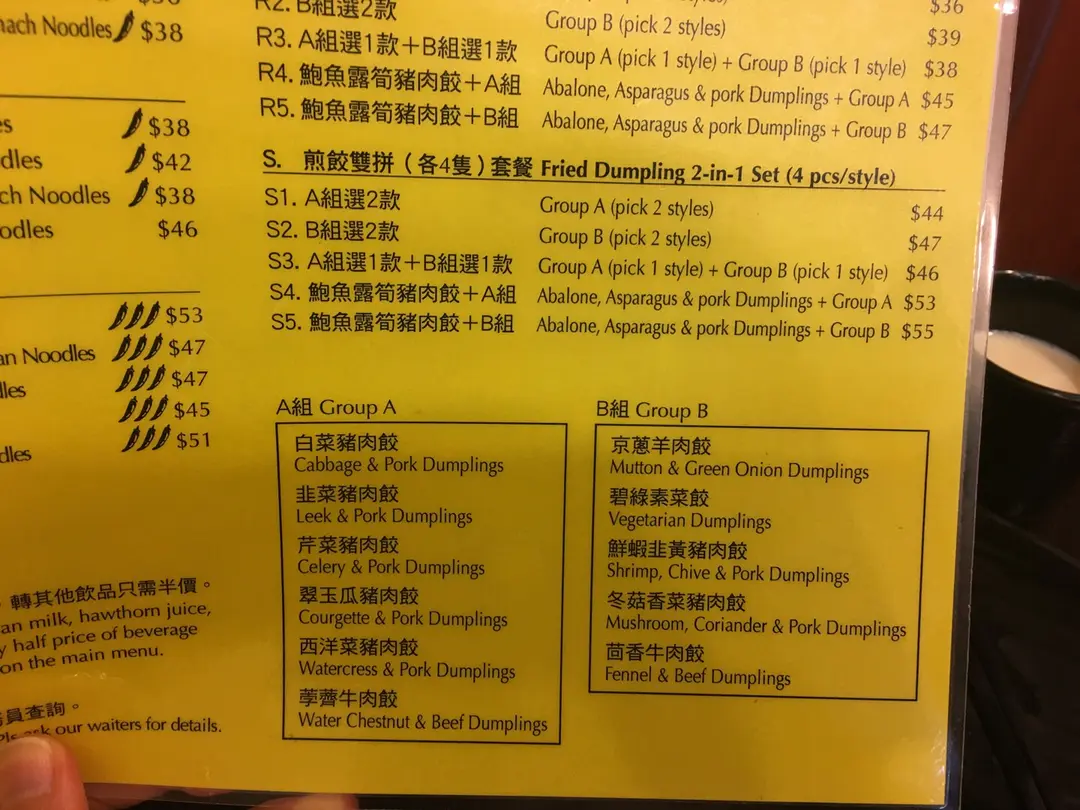 nach Noodles $38
$38
$42
ch Noodles $38
odles $46
$53
an Noodles $47
$47
$45
$51
轉其他飲品只需半價。
an milk, hawthorn juice,
half price of beverage
on the main menu.
員查詢。
ask our waiters for details.
$36
R2. B組選2款 Group B (pick 2 styles) $39
R3. A組選1款+B組選1款 Group A (pick 1 style) + Group B (pick 1 style) $38
R4. 鮑魚露筍豬肉餃+A組 Abalone, Asparagus & pork Dumplings + Group A $45
R5. 鮑魚露筍豬肉餃+B組 Abalone, Asparagus & pork Dumplings + Group B $47
S. 煎餃雙拼(各4隻)套餐 Fried Dumpling 2-in-1 Set (4 pcs/style)
S1. A組選2款 Group A (pick 2 styles) $44
S2. B組選2款 Group B (pick 2 styles) $47
S3. A組選1款+B組選1款 Group A (pick 1 style) + Group B (pick 1 style) $46
S4. 鮑魚露筍豬肉餃+A組 Abalone, Asparagus & pork Dumplings + Group A $53
S5. 鮑魚露筍豬肉餃+B組 Abalone, Asparagus & pork Dumplings + Group B $55
A組 Group A
白菜豬肉餃
Cabbage & Pork Dumplings
韭菜豬肉餃
Leek & Pork Dumplings
芹菜豬肉餃
Celery & Pork Dumplings
翠玉瓜豬肉餃
Courgette & Pork Dumplings
西洋菜豬肉餃
Watercress & Pork Dumplings
荸薺牛肉餃
Water Chestnut & Beef Dumplings
B組 Group B
京蔥羊肉餃
Mutton & Green Onion Dumplings
碧綠素菜餃
Vegetarian Dumplings
鮮蝦韭黃豬肉餃
Shrimp, Chive & Pork Dumplings
冬菇香菜豬肉餃
Mushroom, Coriander & Pork Dumplings
茴香牛肉餃
Fennel & Beef Dumplings